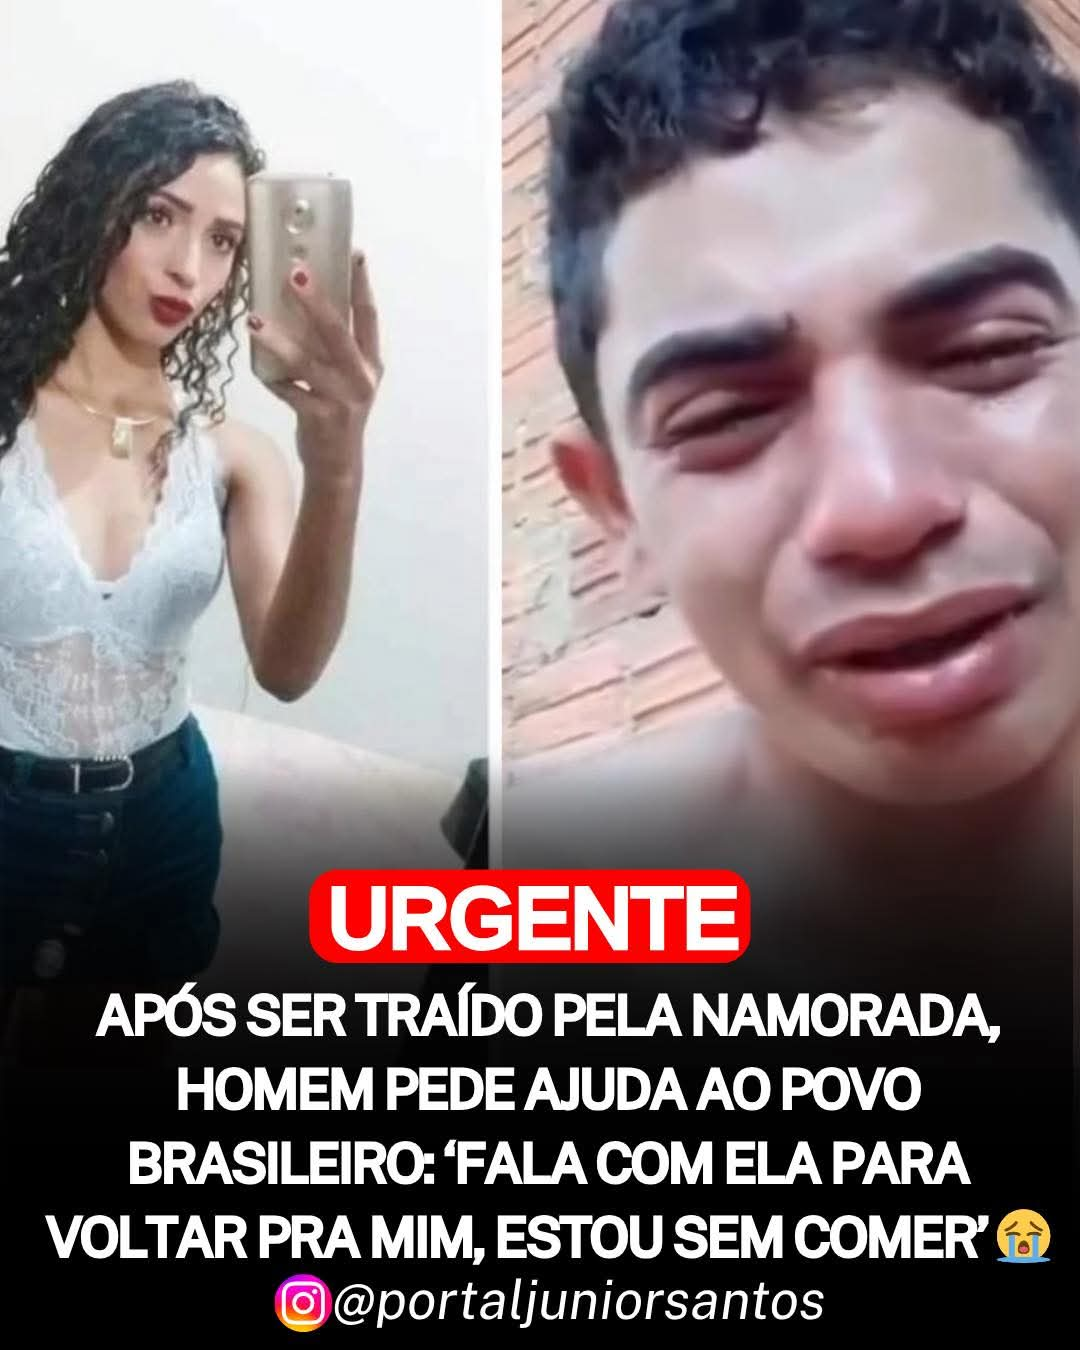 URGENTE
APÓS SER TRAÍDO PELA NAMORADA,
HOMEM PEDE AJUDA AO POVO
BRASILEIRO: ‘FALA COM ELA PARA
VOLTAR PRA MIM, ESTOU SEM COMER’😭
@portaljuniorsantos